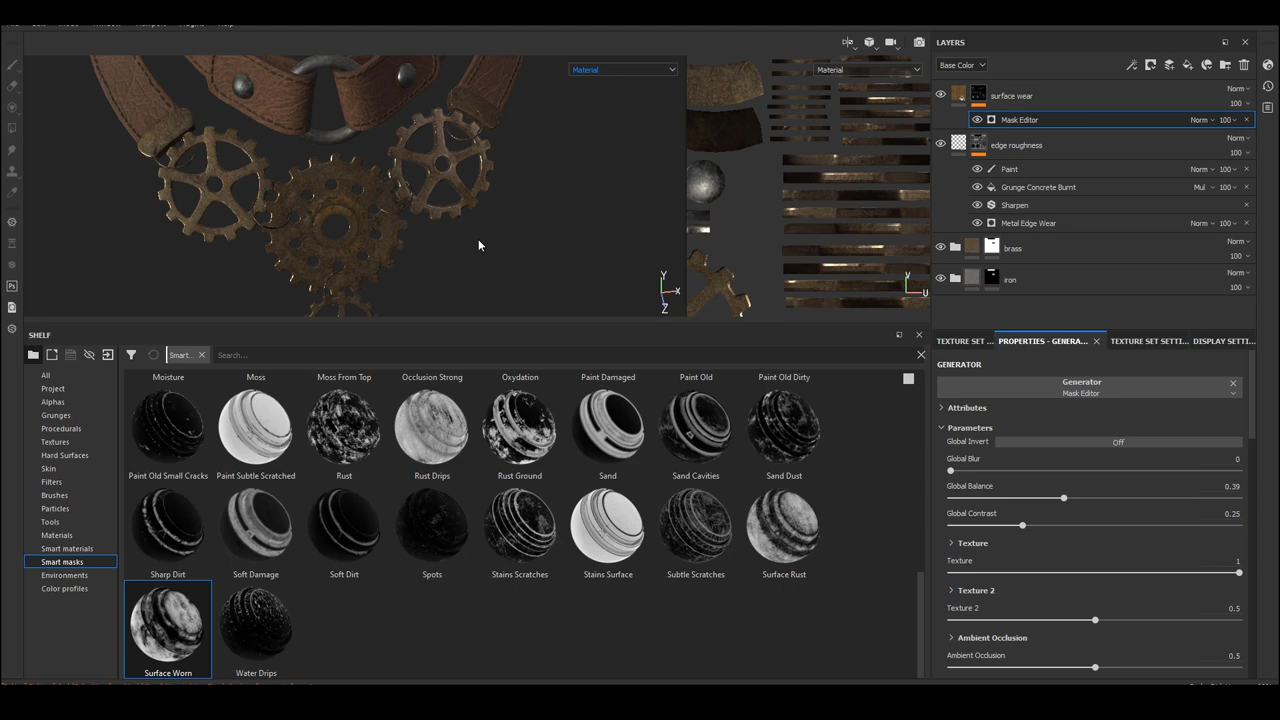 Material
Material
Y
X
Z
V
U
LAYERS
Base Color
surface wear
Norm
100
Mask Editor
Norm
100
edge roughness
Norm
100
Paint
Norm
100
Grunge Concrete Burnt
Mul
100
Sharpen
Metal Edge Wear
Norm
100
brass
Norm
100
iron
Norm
100
SHELF
Smart...
Search...
All
Project
Alphas
Grunges
Procedurals
Textures
Hard Surfaces
Skin
Filters
Brushes
Particles
Tools
Materials
Smart materials
Smart masks
Environments
Color profiles
Moisture
Moss
Moss From Top
Occlusion Strong
Oxydation
Paint Damaged
Paint Old
Paint Old Dirty
Paint Old Small Cracks
Paint Subtle Scratched
Rust
Rust Drips
Rust Ground
Sand
Sand Cavities
Sand Dust
Sharp Dirt
Soft Damage
Soft Dirt
Spots
Stains Scratches
Stains Surface
Subtle Scratches
Surface Rust
Surface Worn
Water Drips
TEXTURE SET ...
PROPERTIES - GENERA...
TEXTURE SET SETTI...
DISPLAY SETTI...
GENERATOR
Generator
Mask Editor
Attributes
Parameters
Global Invert
Off
Global Blur
0
Global Balance
0.39
Global Contrast
0.25
Texture
Texture
1
Texture 2
Texture 2
0.5
Ambient Occlusion
Ambient Occlusion
0.5